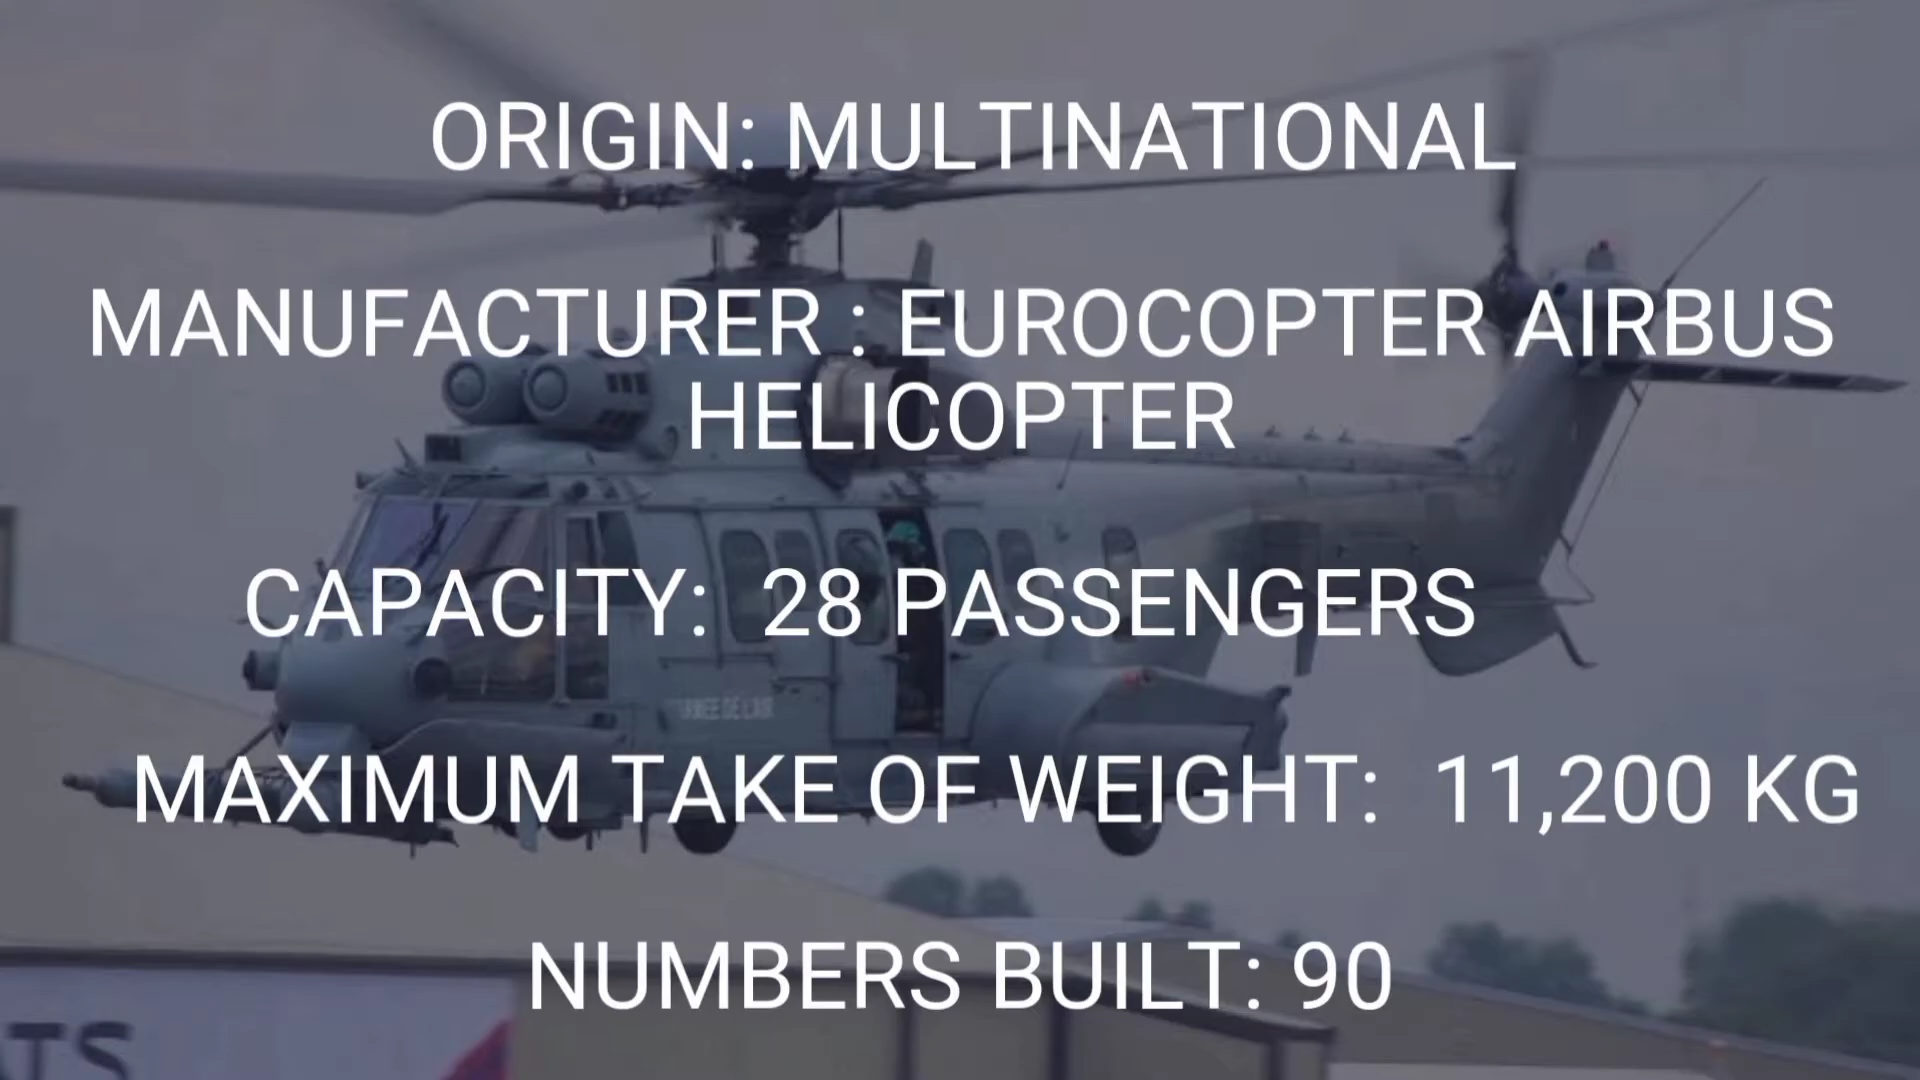 ORIGIN: MULTINATIONAL
MANUFACTURER : EUROCOPTER AIRBUS
HELICOPTER
CAPACITY: 28 PASSENGERS
MAXIMUM TAKE OF WEIGHT: 11,200 KG
NUMBERS BUILT: 90